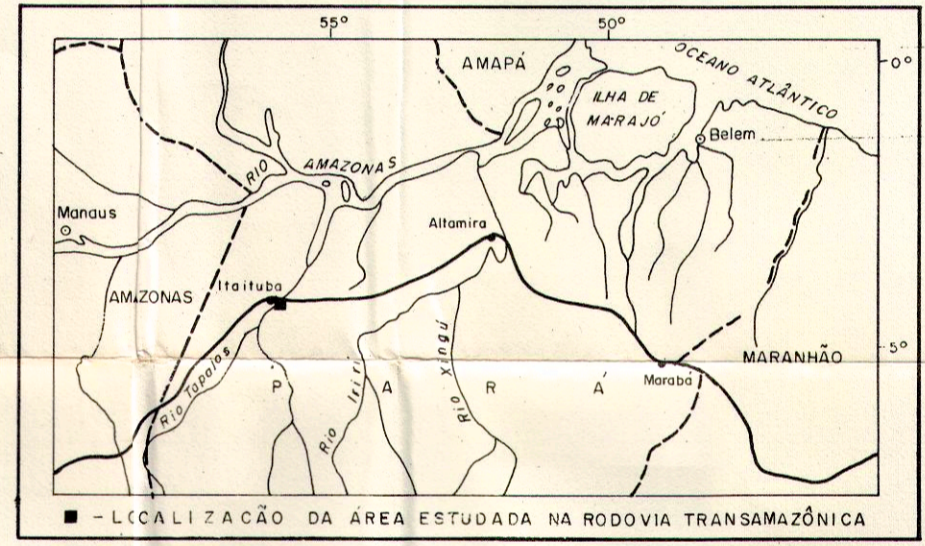 55° 50°
OCEANO ATLÂNTICO
0°
AMAPÁ
ILHA DE
MARAJÓ
Belem
RIO AMAZONAS
Manaus
Altamira
Itaituba
AMAZONAS
5°
MARANHÃO
Rio Tapajos
Rio Iriri
Rio Xingú
PARÁ
Marabá
- LOCALIZACÃO DA ÁREA ESTUDADA NA RODOVIA TRANSAMAZÔNICA